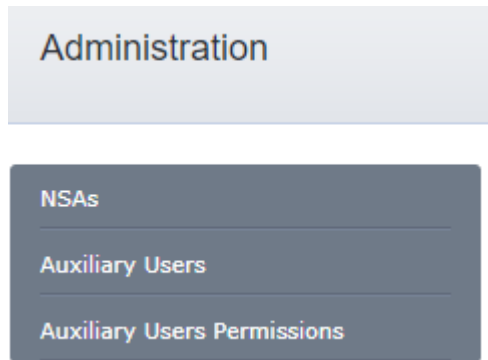 Administration
NSAs
Auxiliary Users
Auxiliary Users Permissions